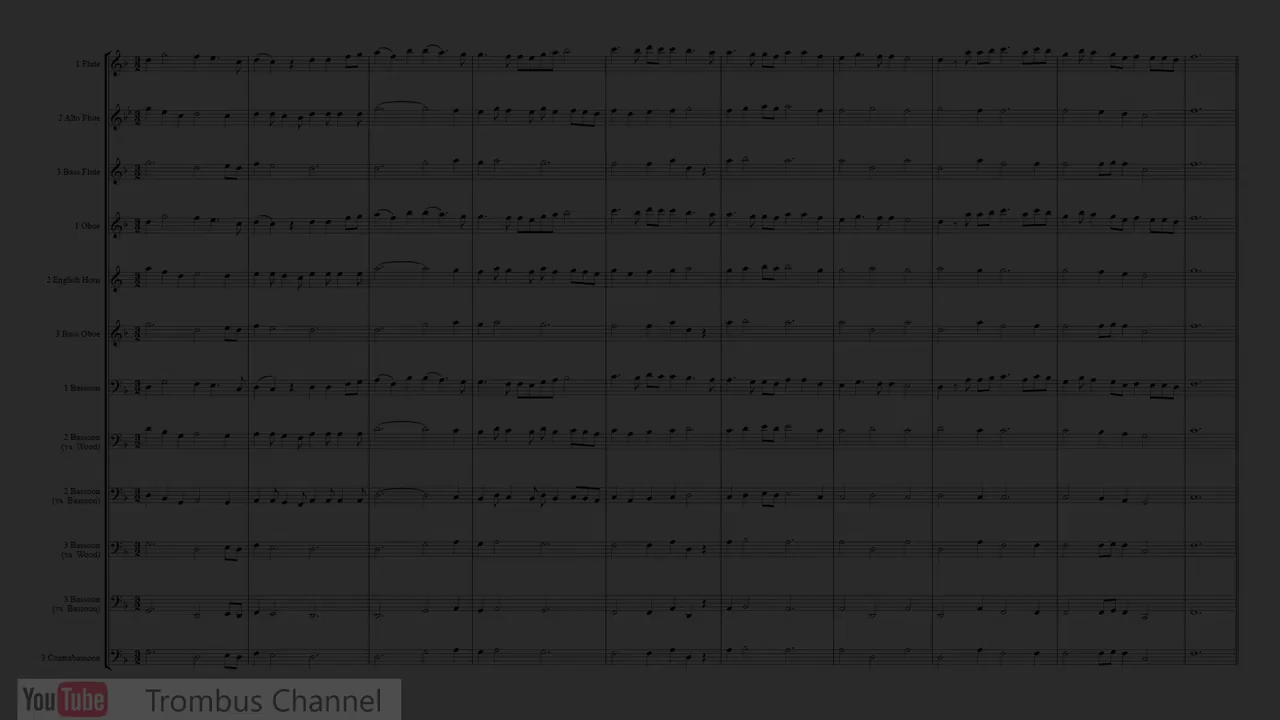 1 Flute
2 Alto Flute
3 Bass Flute
1 Oboe
2 English Horn
3 Bass Oboe
1 Bassoon
2 Bassoon
(vs. Wood)
2 Bassoon
(vs. Bassoon)
3 Bassoon
(vs. Wood)
3 Bassoon
(vs. Bassoon)
3 Contrabassoon
YouTube Trombus Channel